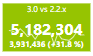 3.0 vs 2.2.x
5,182,304
3,931,436 (+31.8 %)